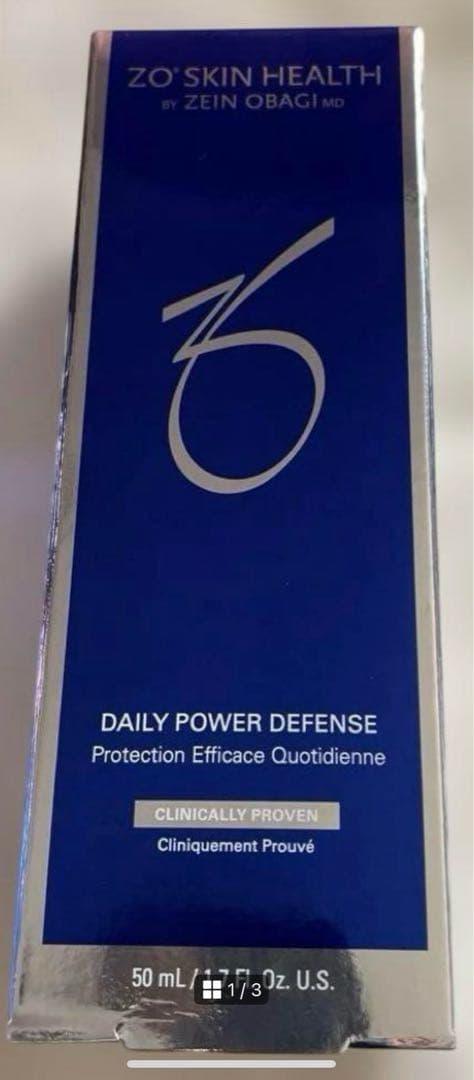 ZO® SKIN HEALTH
BY ZEIN OBAGI MD
DAILY POWER DEFENSE
Protection Efficace Quotidienne
CLINICALLY PROVEN
Cliniquement Prouvé
50 mL / 1.7 Fl. Oz. U.S.
1/3